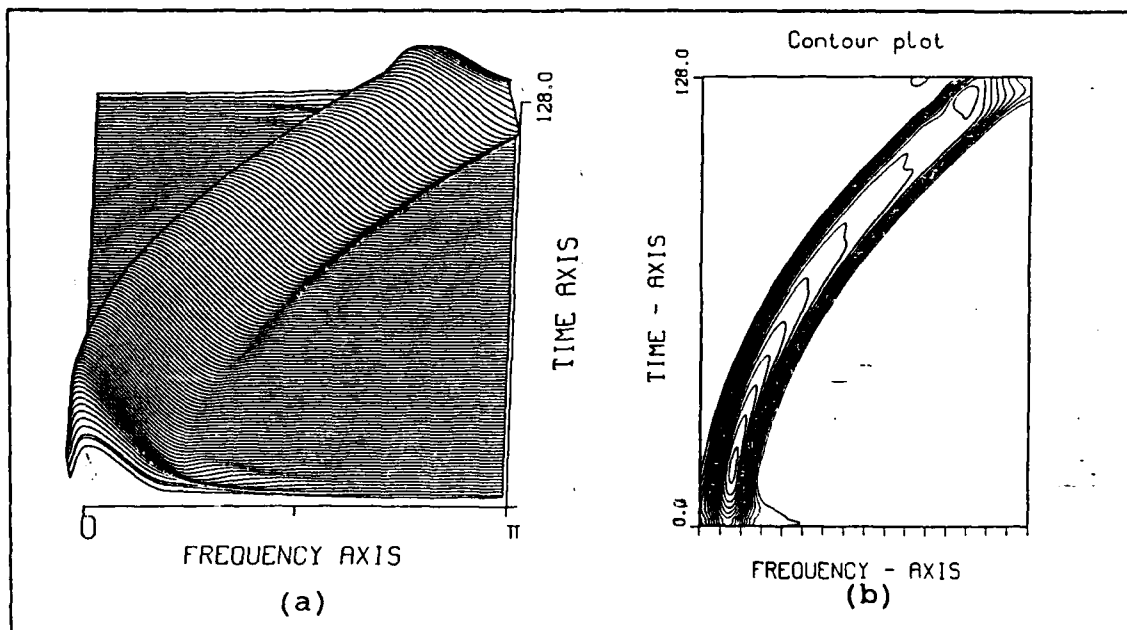 128.0
TIME AXIS
0
π
FREQUENCY AXIS
(a)
Contour plot
128.0
TIME - AXIS
0.0
FREQUENCY - AXIS
(b)